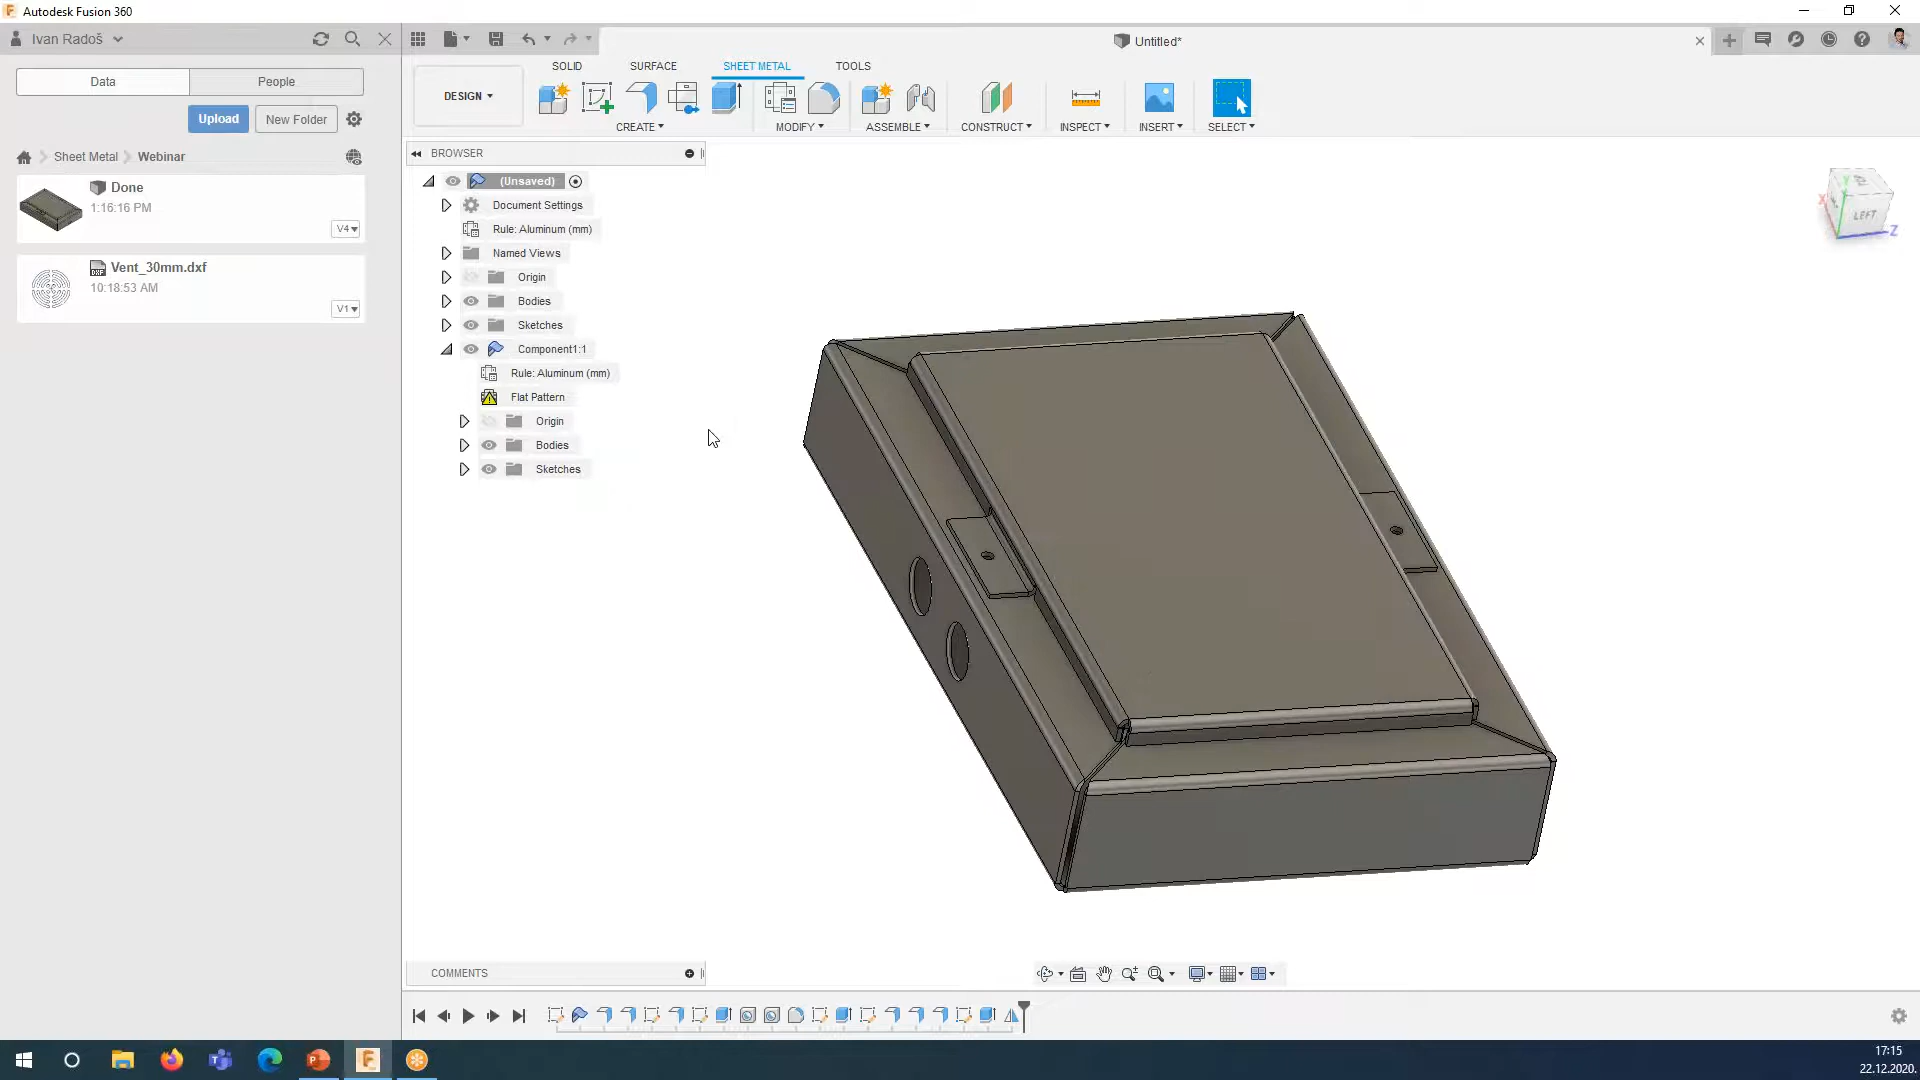 Autodesk Fusion 360
Ivan Radoš
Untitled*
Data
People
Upload
New Folder
Sheet Metal
Webinar
Done
1:16:16 PM
V4
Vent_30mm.dxf
10:18:53 AM
V1
DESIGN
SOLID
SURFACE
SHEET METAL
TOOLS
CREATE
MODIFY
ASSEMBLE
CONSTRUCT
INSPECT
INSERT
SELECT
BROWSER
(Unsaved)
Document Settings
Rule: Aluminum (mm)
Named Views
Origin
Bodies
Sketches
Component1:1
Rule: Aluminum (mm)
Flat Pattern
Origin
Bodies
Sketches
LEFT
X
Y
Z
COMMENTS
17:15
22.12.2020.